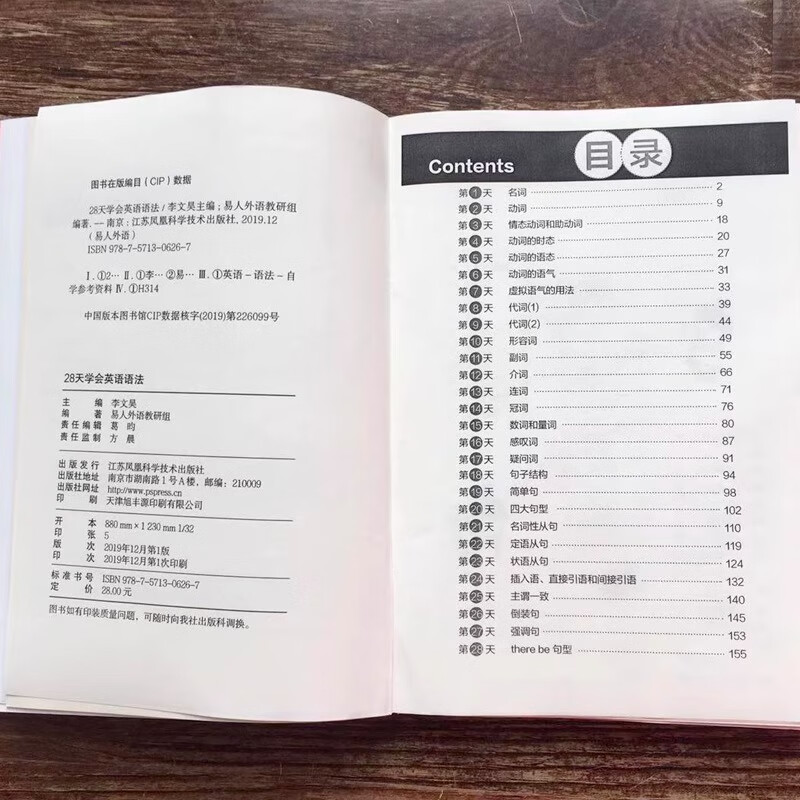 图书在版编目（CIP）数据
28天学会英语语法 / 李文昊主编；易人外语教研组
编著. -- 南京：江苏凤凰科学技术出版社, 2019.12
（易人外语）
ISBN 978-7-5713-0626-7
Ⅰ. ①2… Ⅱ. ①李… ②易… Ⅲ. ①英语－语法－自
学参考资料 Ⅳ. ①H314
中国版本图书馆CIP数据核字(2019)第226099号
28天学会英语语法
主 编 李文昊
编 著 易人外语教研组
责任编辑 葛 昀
责任监制 方 晨
出版发行 江苏凤凰科学技术出版社
出版社地址 南京市湖南路1号A楼，邮编：210009
出版社网址 http://www.pspress.cn
印 刷 天津旭丰源印刷有限公司
开 本 880 mm×1 230 mm 1/32
印 张 5
版 次 2019年12月第1版
印 次 2019年12月第1次印刷
标准书号 ISBN 978-7-5713-0626-7
定 价 28.00 元
图书如有印装质量问题，可随时向我社出版科调换。
Contents 目录
第1天 名词 2
第2天 动词 9
第3天 情态动词和助动词 18
第4天 动词的时态 20
第5天 动词的语态 27
第6天 动词的语气 31
第7天 虚拟语气的用法 33
第8天 代词(1) 39
第9天 代词(2) 44
第10天 形容词 49
第11天 副词 55
第12天 介词 66
第13天 连词 71
第14天 冠词 76
第15天 数词和量词 80
第16天 感叹词 87
第17天 疑问词 91
第18天 句子结构 94
第19天 简单句 98
第20天 四大句型 102
第21天 名词性从句 110
第22天 定语从句 119
第23天 状语从句 124
第24天 插入语、直接引语和间接引语 132
第25天 主谓一致 140
第26天 倒装句 145
第27天 强调句 153
第28天 there be 句型 155